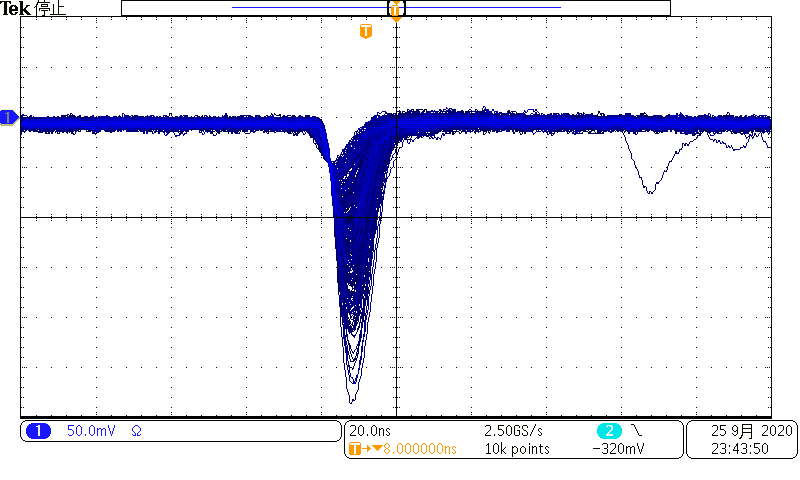 Tek 停止
T
T
1
1 50.0mV Ω
20.0ns 2.50GS/s 2
T→▼8.000000ns 10k points −320mV
25 9月 2020
23:43:50